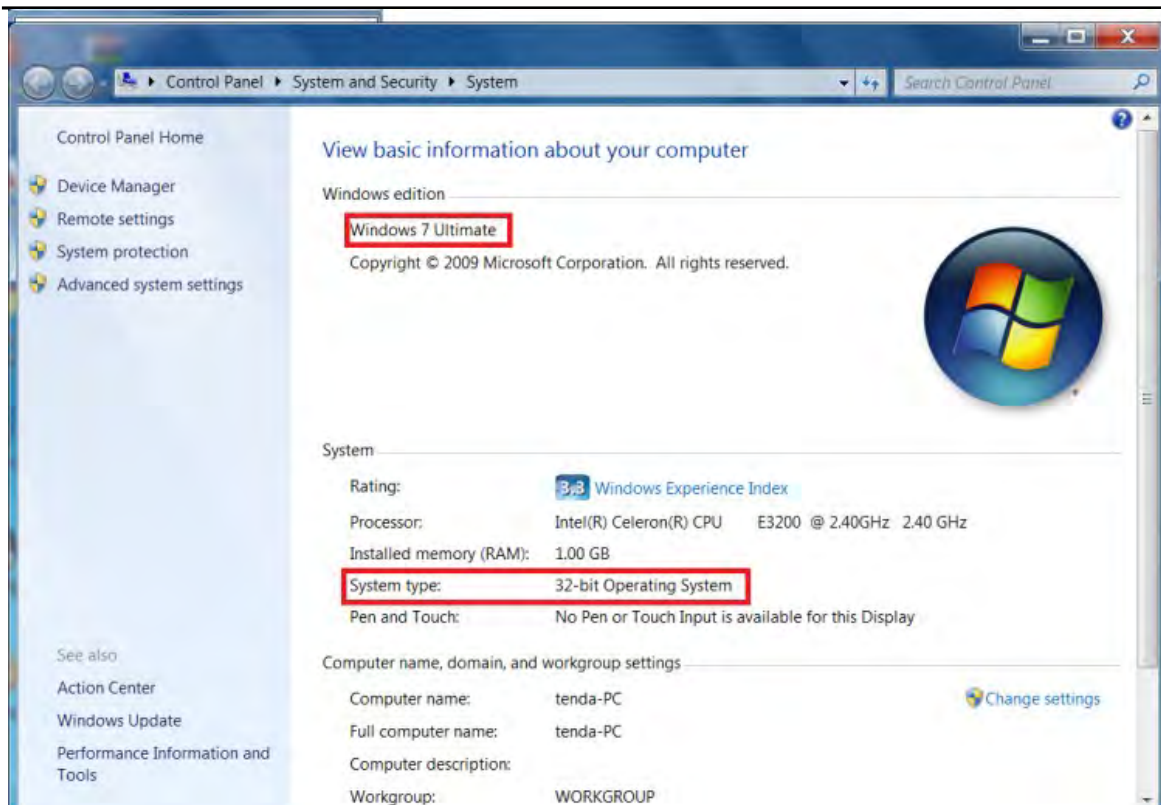 Control Panel ▸ System and Security ▸ System
Search Control Panel
Control Panel Home
Device Manager
Remote settings
System protection
Advanced system settings
See also
Action Center
Windows Update
Performance Information and
Tools
View basic information about your computer
Windows edition
Windows 7 Ultimate
Copyright © 2009 Microsoft Corporation. All rights reserved.
System
Rating: 3.3 Windows Experience Index
Processor: Intel(R) Celeron(R) CPU E3200 @ 2.40GHz 2.40 GHz
Installed memory (RAM): 1.00 GB
System type: 32-bit Operating System
Pen and Touch: No Pen or Touch Input is available for this Display
Computer name, domain, and workgroup settings
Computer name: tenda-PC Change settings
Full computer name: tenda-PC
Computer description:
Workgroup: WORKGROUP